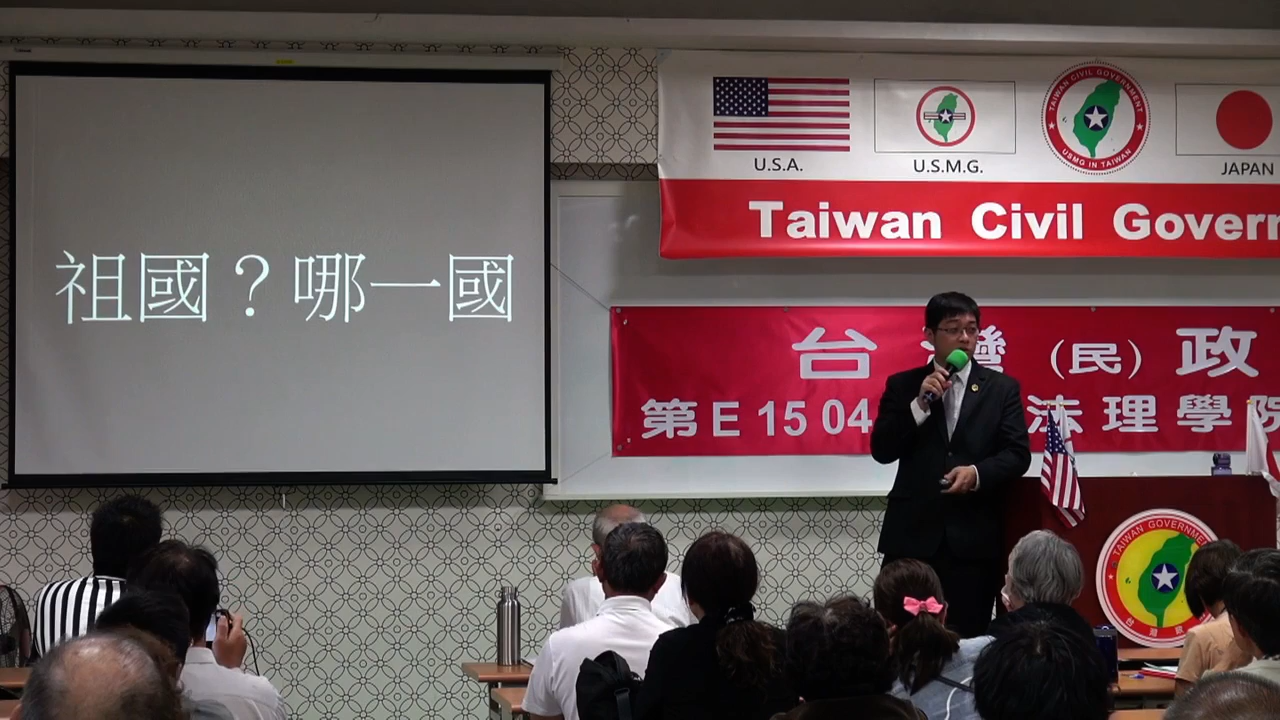 祖國？哪一國
U.S.A.
U.S.M.G.
TAIWAN CIVIL GOVERNMENT
USMG IN TAIWAN
JAPAN
Taiwan Civil Govern
台灣（民）政
第E 15 04
法理學院
TAIWAN GOVERNMENT